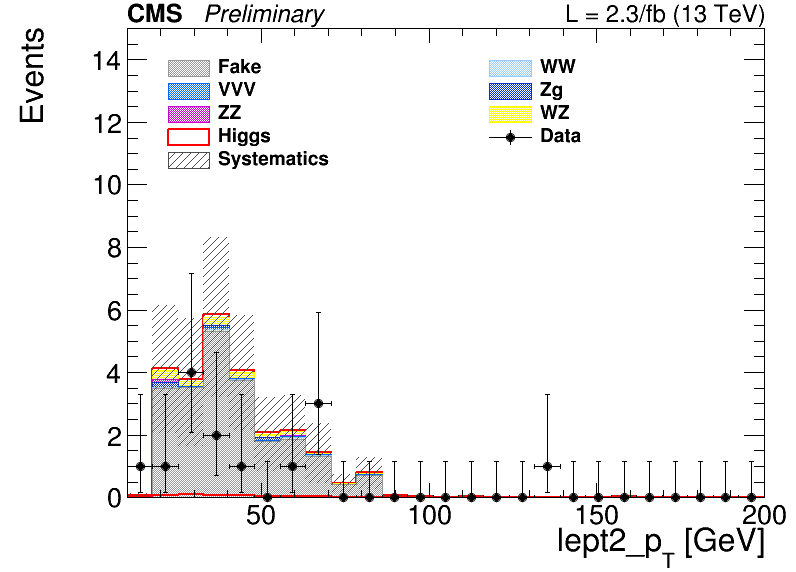 CMS Preliminary L = 2.3/fb (13 TeV)
Events
14
12
10
8
6
4
2
0
Fake
VVV
ZZ
Higgs
Systematics
WW
Zg
WZ
Data
50 100 150 200
lept2_p_T [GeV]